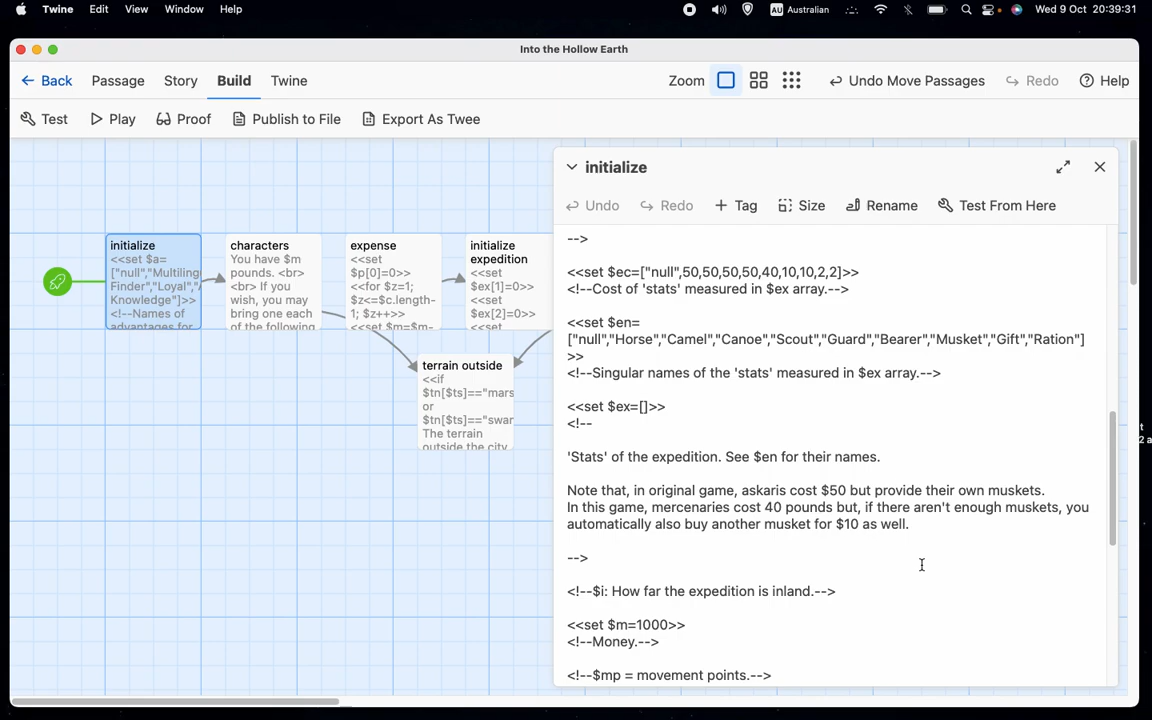 Twine Edit View Window Help AU Australian Wed 9 Oct 20:39:31
Into the Hollow Earth
Back Passage Story Build Twine Zoom Undo Move Passages Redo Help
Test Play Proof Publish to File Export As Twee
initialize
<<set $a=
["null","Multiling
Finder","Loyal","
Knowledge"]>>
<!--Names of
advantages for
characters
You have $m
pounds. <br>
<br> If you
wish, you may
bring one each
of the following
expense
<<set
$p[0]=0>>
<<for $z=1;
$z<=$c.length-
1; $z++>>
<<set $m=$m-
initialize
expedition
<<set
$ex[1]=0>>
<<set
$ex[2]=0>>
<<set
terrain outside
<<if
$tn[$ts]=="mars
or
$tn[$ts]=="swar
The terrain
outside the city
initialize
Undo Redo Tag Size Rename Test From Here
-->
<<set $ec=["null",50,50,50,50,40,10,10,2,2]>>
<!--Cost of 'stats' measured in $ex array.-->
<<set $en=
["null","Horse","Camel","Canoe","Scout","Guard","Bearer","Musket","Gift","Ration"]
>>
<!--Singular names of the 'stats' measured in $ex array.-->
<<set $ex=[]>>
<!--
'Stats' of the expedition. See $en for their names.
Note that, in original game, askaris cost $50 but provide their own muskets.
In this game, mercenaries cost 40 pounds but, if there aren't enough muskets, you
automatically also buy another musket for $10 as well.
-->
<!--$i: How far the expedition is inland.-->
<<set $m=1000>>
<!--Money.-->
<!--$mp = movement points.-->